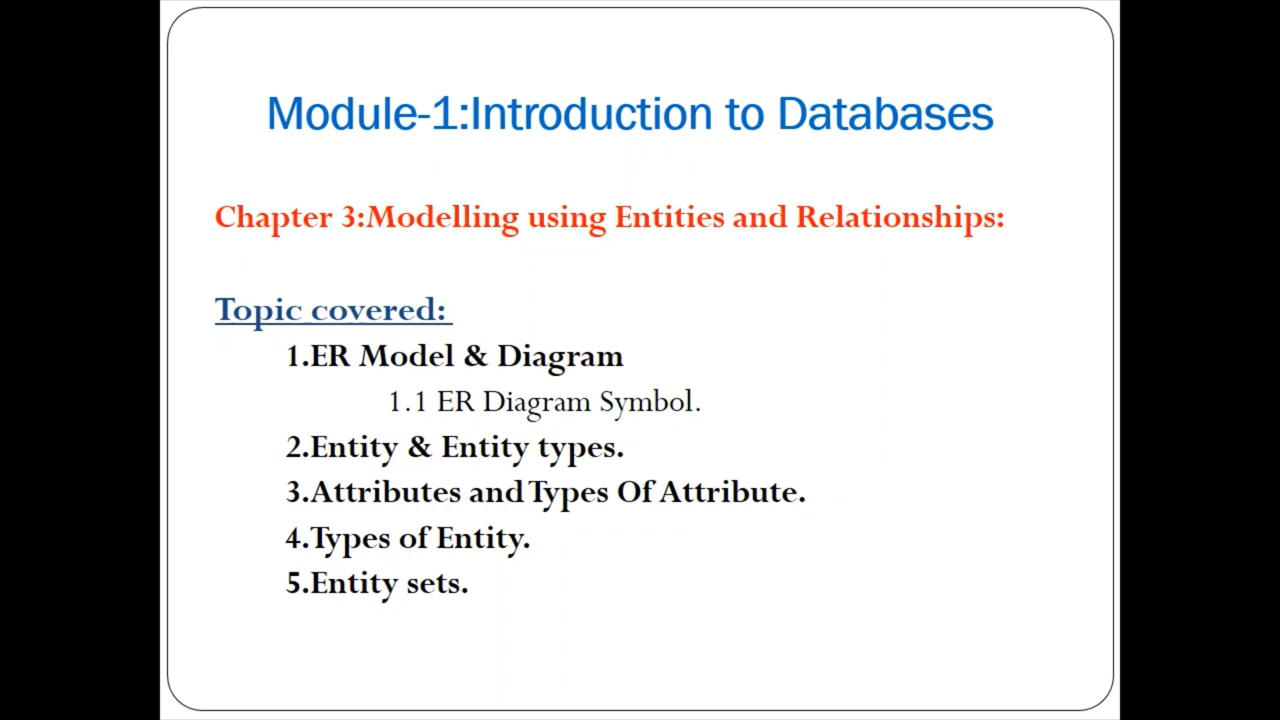 Module-1:Introduction to Databases
Chapter 3:Modelling using Entities and Relationships:
Topic covered:
1.ER Model & Diagram
1.1 ER Diagram Symbol.
2.Entity & Entity types.
3.Attributes and Types Of Attribute.
4.Types of Entity.
5.Entity sets.